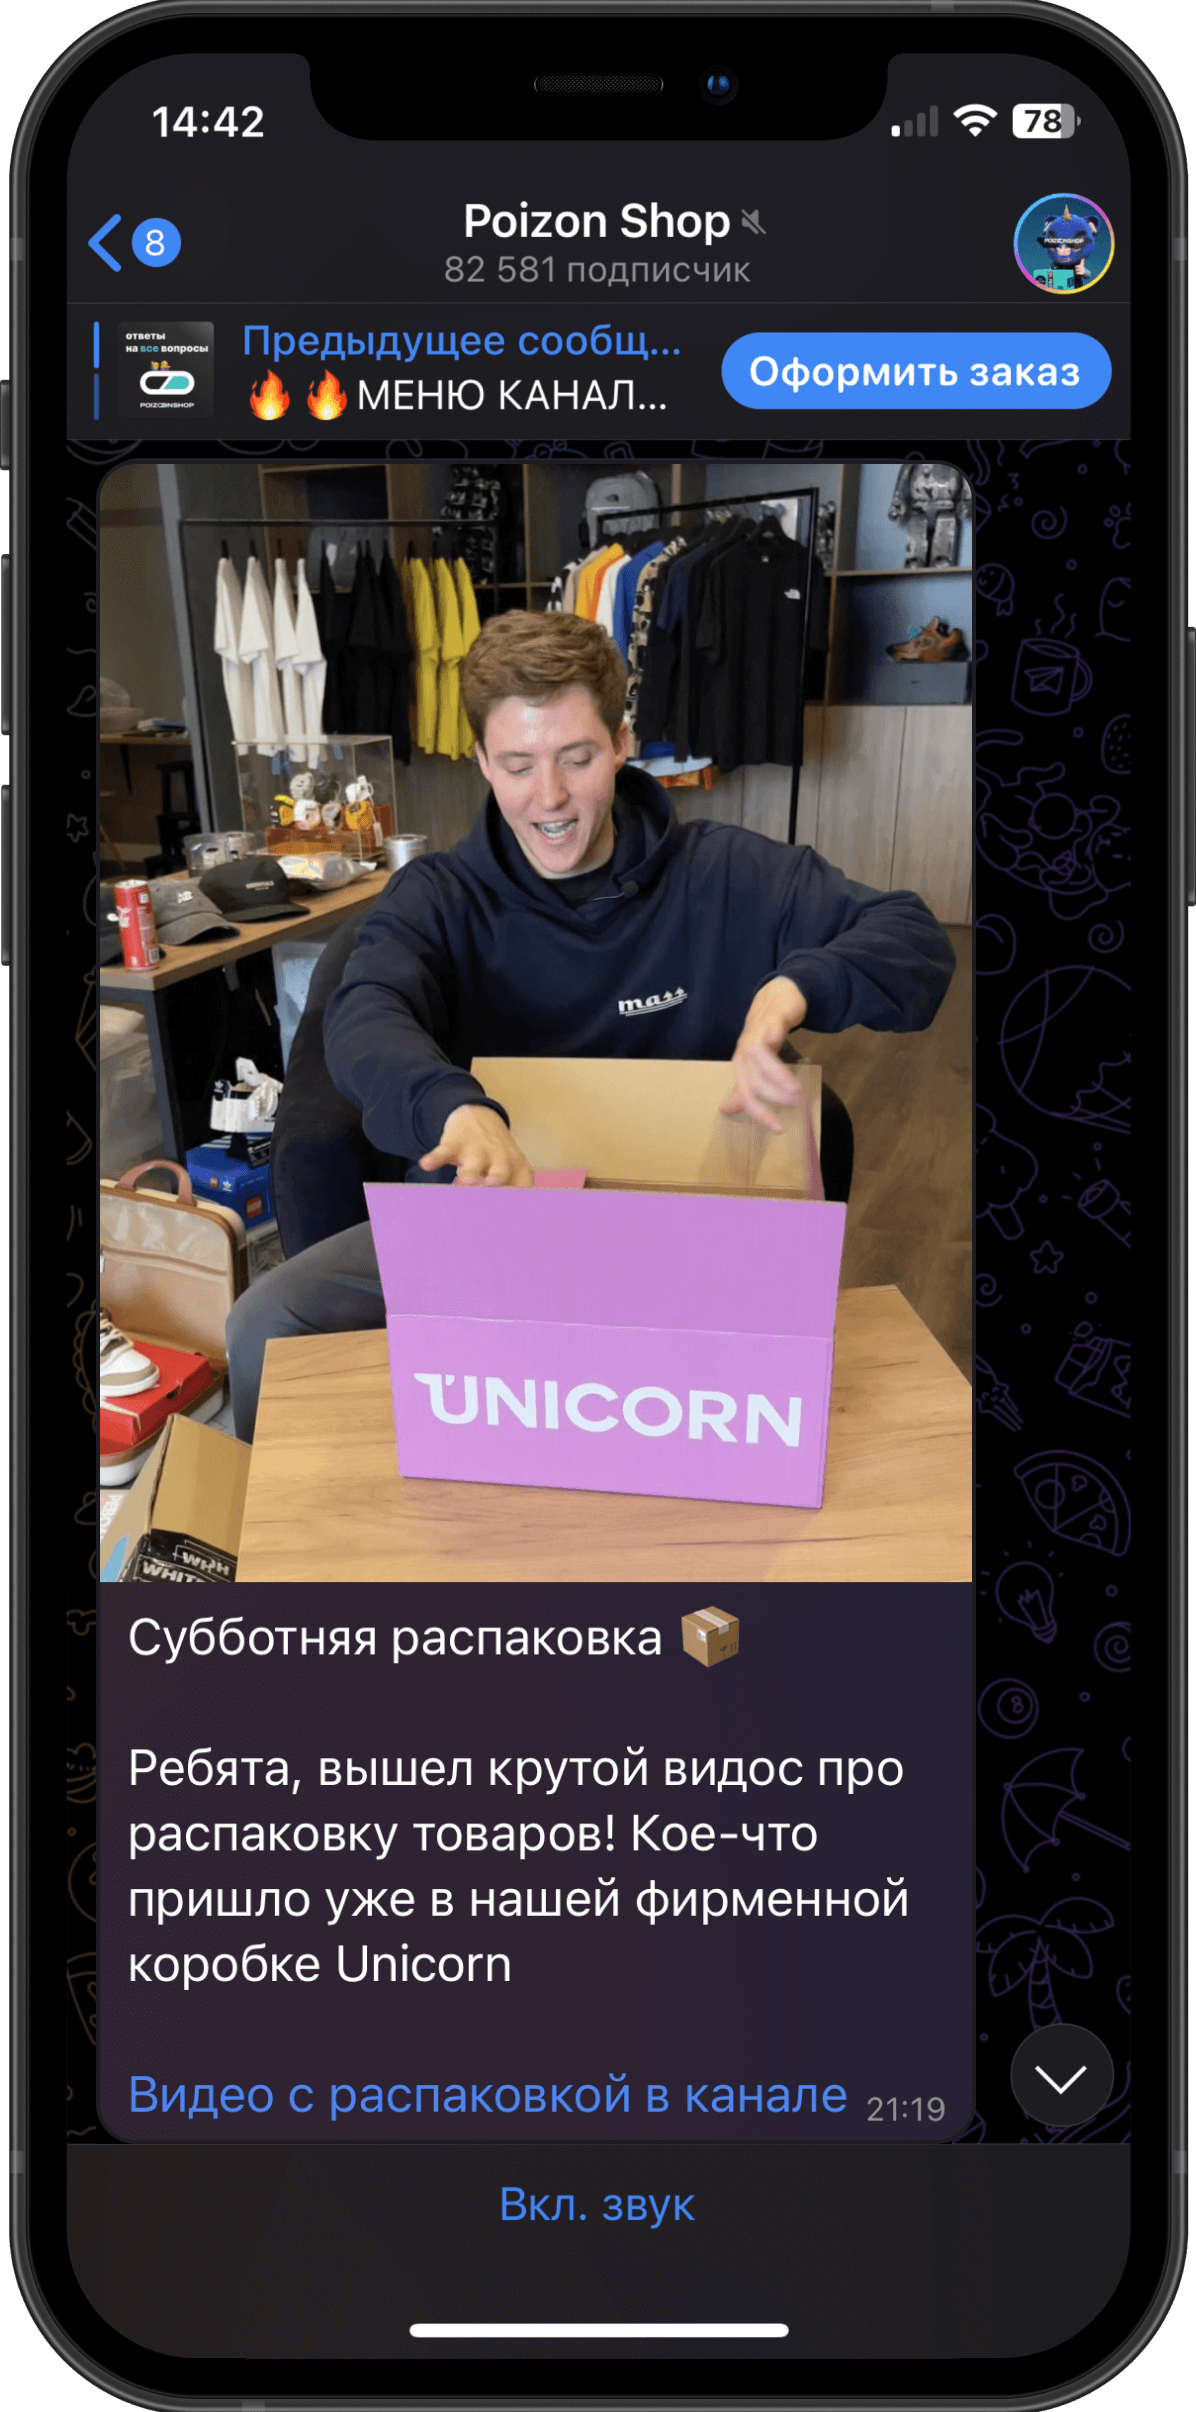 14:42
78
8
Poizon Shop
82 581 подписчик
POIZONSHOP
ответы
на все вопросы
POIZONSHOP
Предыдущее сообщ...
🔥🔥МЕНЮ КАНАЛ...
Оформить заказ
mass
UNICORN
WHIT
Субботняя распаковка 📦
Ребята, вышел крутой видос про
распаковку товаров! Кое-что
пришло уже в нашей фирменной
коробке Unicorn
Видео с распаковкой в канале 21:19
Вкл. звук